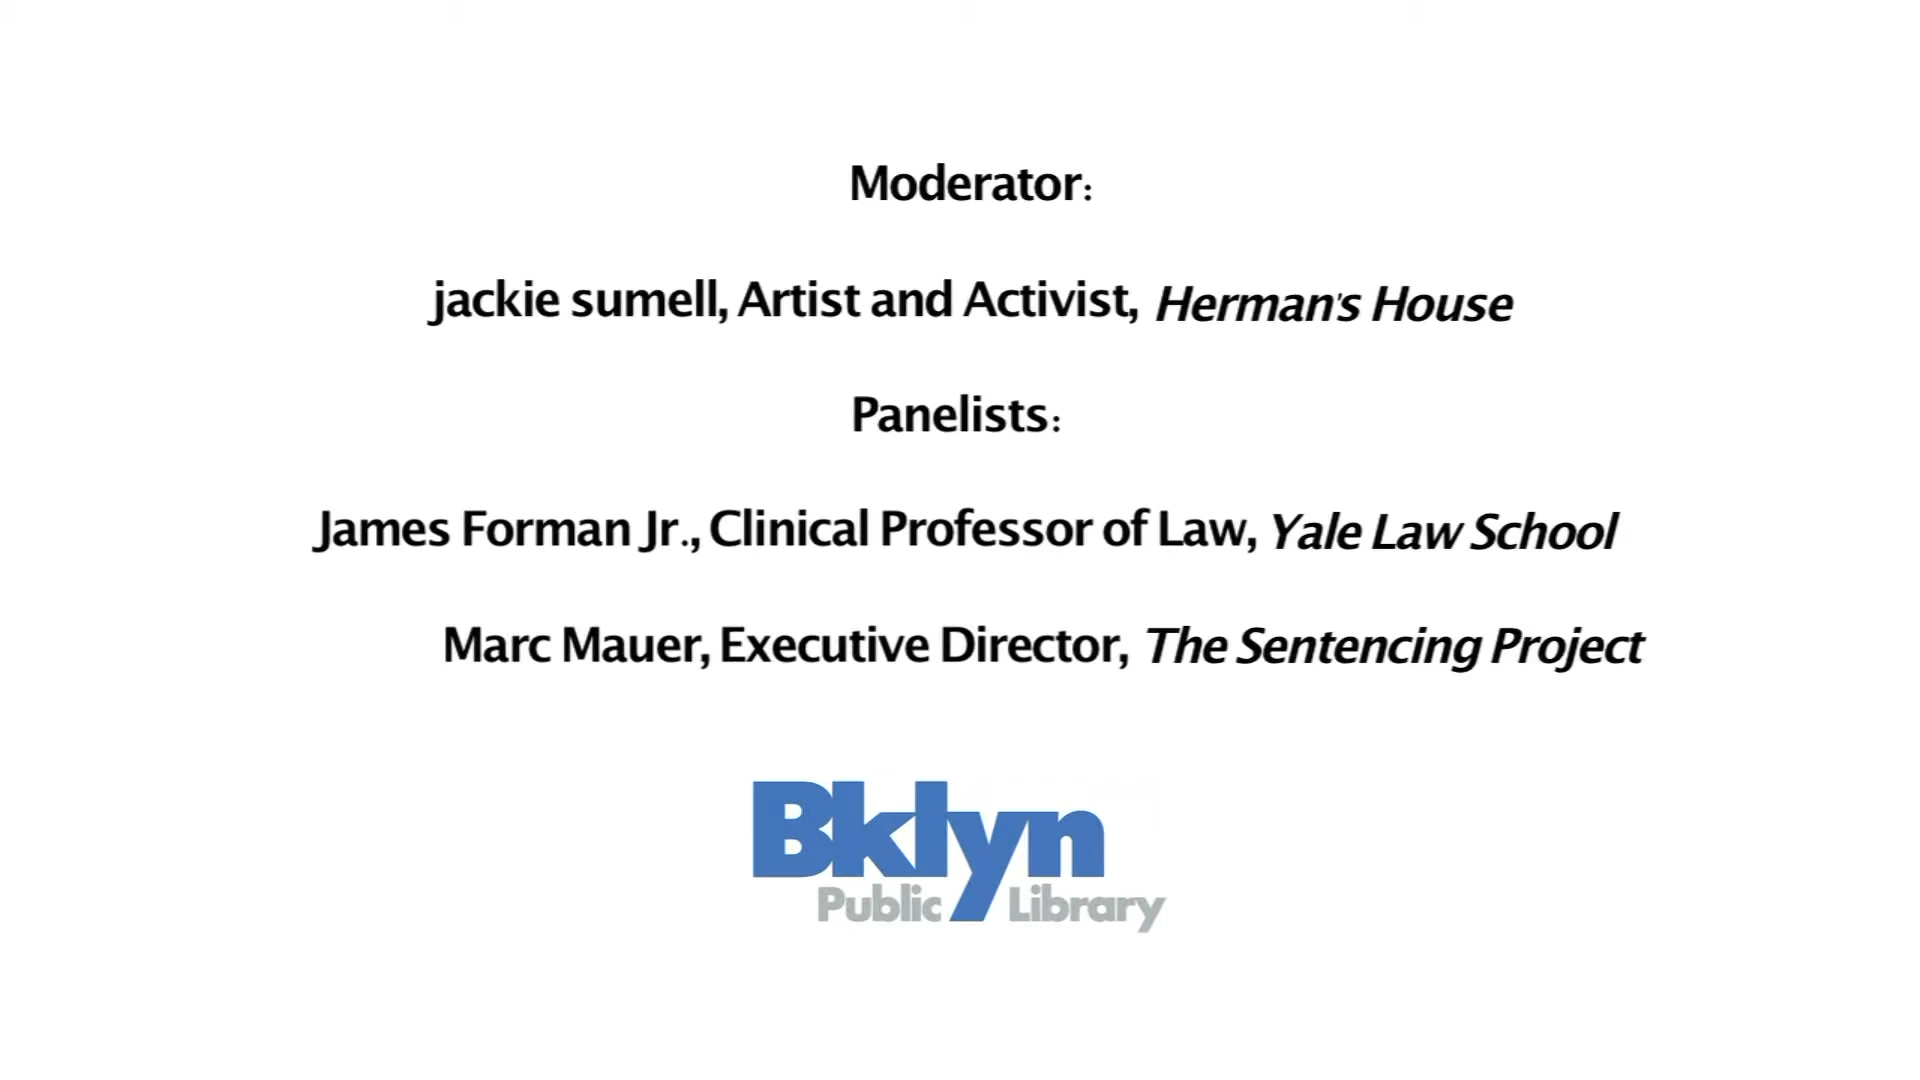 Moderator:
jackie sumell, Artist and Activist, Herman's House
Panelists:
James Forman Jr., Clinical Professor of Law, Yale Law School
Marc Mauer, Executive Director, The Sentencing Project
Bklyn
Public Library